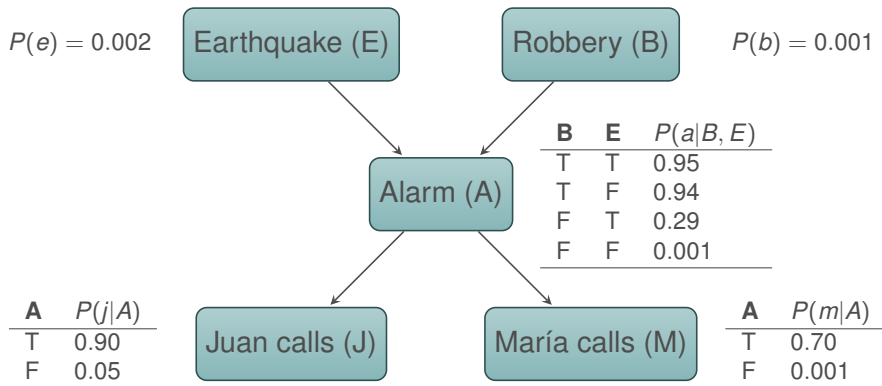 P(e) = 0.002 Earthquake (E) Robbery (B) P(b) = 0.001
B E P(a|B, E)
T T 0.95
T F 0.94
F T 0.29
F F 0.001
Alarm (A)
A P(j|A)
T 0.90
F 0.05
Juan calls (J)
María calls (M)
A P(m|A)
T 0.70
F 0.001